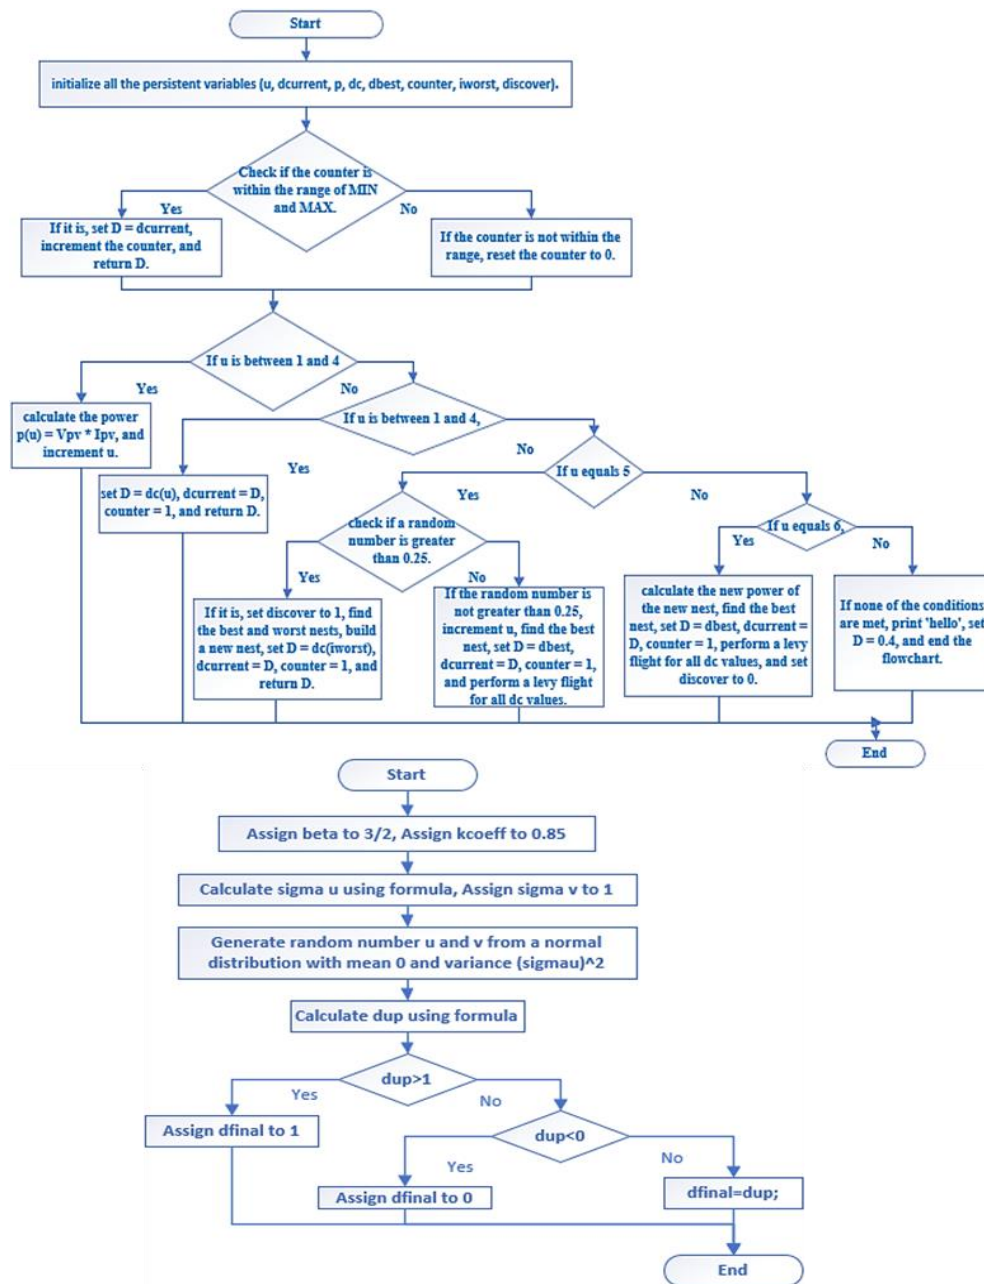 Start
initialize all the persistent variables (u, dcurrent, p, dc, dbest, counter, iworst, discover).
Check if the counter is
within the range of MIN
and MAX.
Yes
No
If it is, set D = dcurrent,
increment the counter, and
return D.
If the counter is not within the
range, reset the counter to 0.
If u is between 1 and 4
Yes
No
calculate the power
p(u) = Vpv * Ipv, and
increment u.
If u is between 1 and 4,
Yes
No
set D = dc(u), dcurrent = D,
counter = 1, and return D.
If u equals 5
Yes
No
check if a random
number is greater
than 0.25.
Yes
No
If u equals 6,
Yes
No
If it is, set discover to 1, find
the best and worst nests, build
a new nest, set D = dc(iworst),
dcurrent = D, counter = 1, and
return D.
If the random number is
not greater than 0.25,
increment u, find the best
nest, set D = dbest,
dcurrent = D, counter = 1,
and perform a levy flight
for all dc values.
calculate the new power of
the new nest, find the best
nest, set D = dbest, dcurrent =
D, counter = 1, perform a levy
flight for all dc values, and set
discover to 0.
If none of the conditions
are met, print 'hello', set
D = 0.4, and end the
flowchart.
End
Start
Assign beta to 3/2, Assign kcoeff to 0.85
Calculate sigma u using formula, Assign sigma v to 1
Generate random number u and v from a normal
distribution with mean 0 and variance (sigmau)^2
Calculate dup using formula
dup>1
Yes
No
Assign dfinal to 1
dup<0
Yes
No
Assign dfinal to 0
dfinal=dup;
End